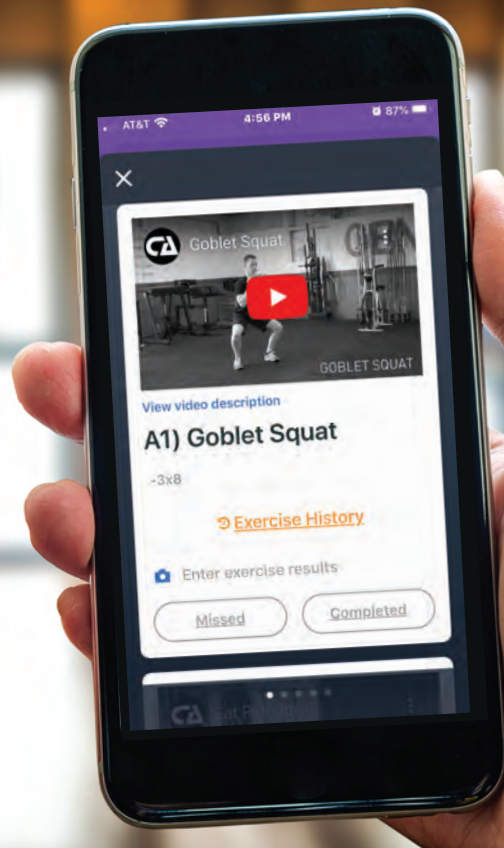 AT&T 4:56 PM 87%
CA Goblet Squat
GOBLET SQUAT
View video description
A1) Goblet Squat
-3x8
Exercise History
Enter exercise results
Missed Completed
CA